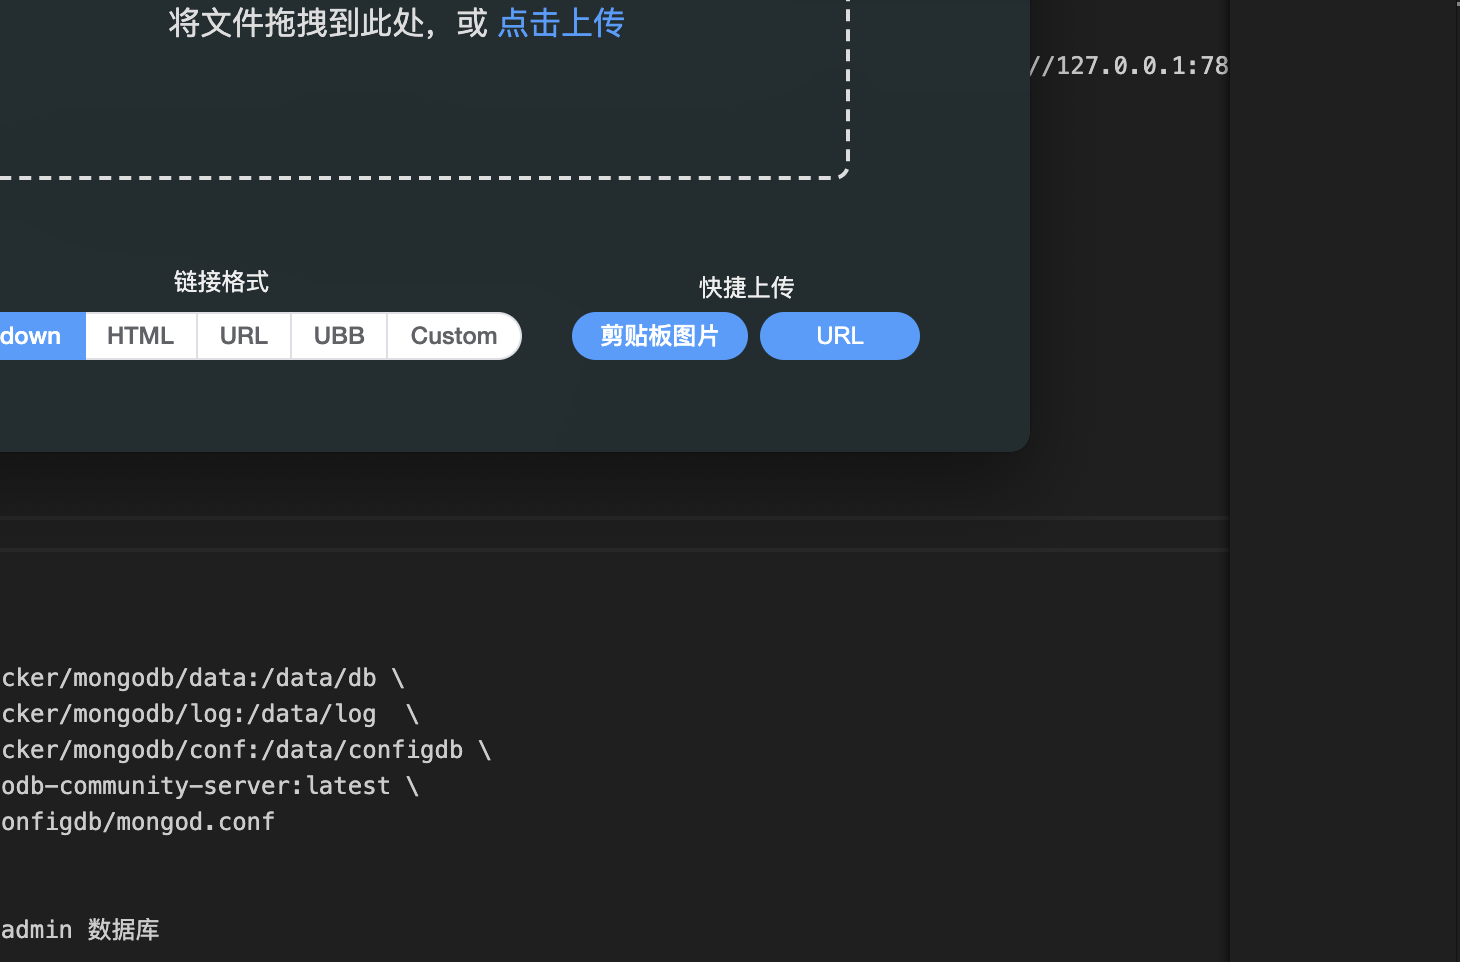 将文件拖拽到此处，或 点击上传
//127.0.0.1:78
链接格式
快捷上传
down HTML URL UBB Custom
剪贴板图片 URL
cker/mongodb/data:/data/db \
cker/mongodb/log:/data/log  \
cker/mongodb/conf:/data/configdb \
odb-community-server:latest \
onfigdb/mongod.conf
admin 数据库